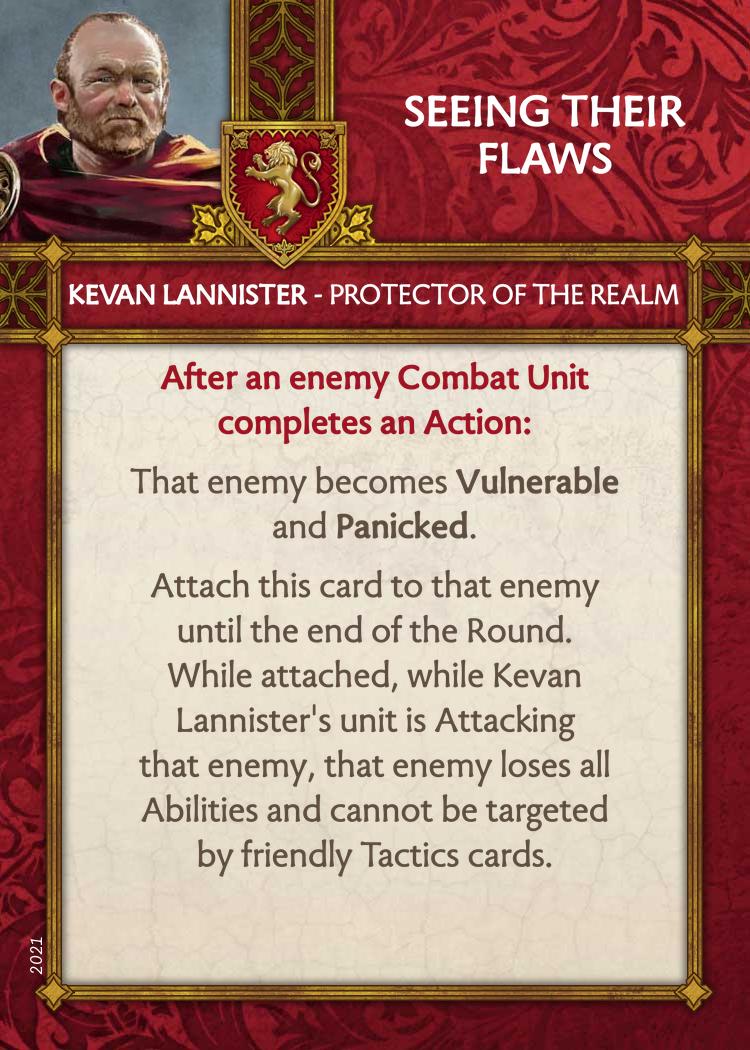 SEEING THEIR
FLAWS
KEVAN LANNISTER - PROTECTOR OF THE REALM
After an enemy Combat Unit
completes an Action:
That enemy becomes Vulnerable
and Panicked.
Attach this card to that enemy
until the end of the Round.
While attached, while Kevan
Lannister's unit is Attacking
that enemy, that enemy loses all
Abilities and cannot be targeted
by friendly Tactics cards.
2021